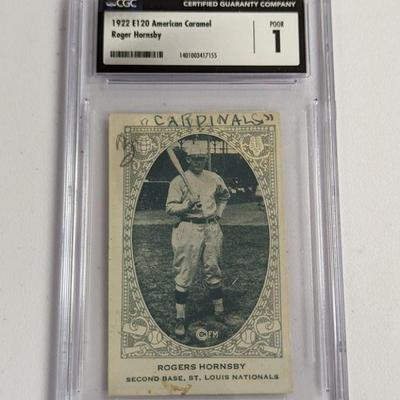 CGC CERTIFIED GUARANTY COMPANY
1922 E120 American Caramel
Roger Hornsby
1401003417155
POOR
1
"CARDINALS"
3
ROGERS HORNSBY
SECOND BASE, ST. LOUIS NATIONALS